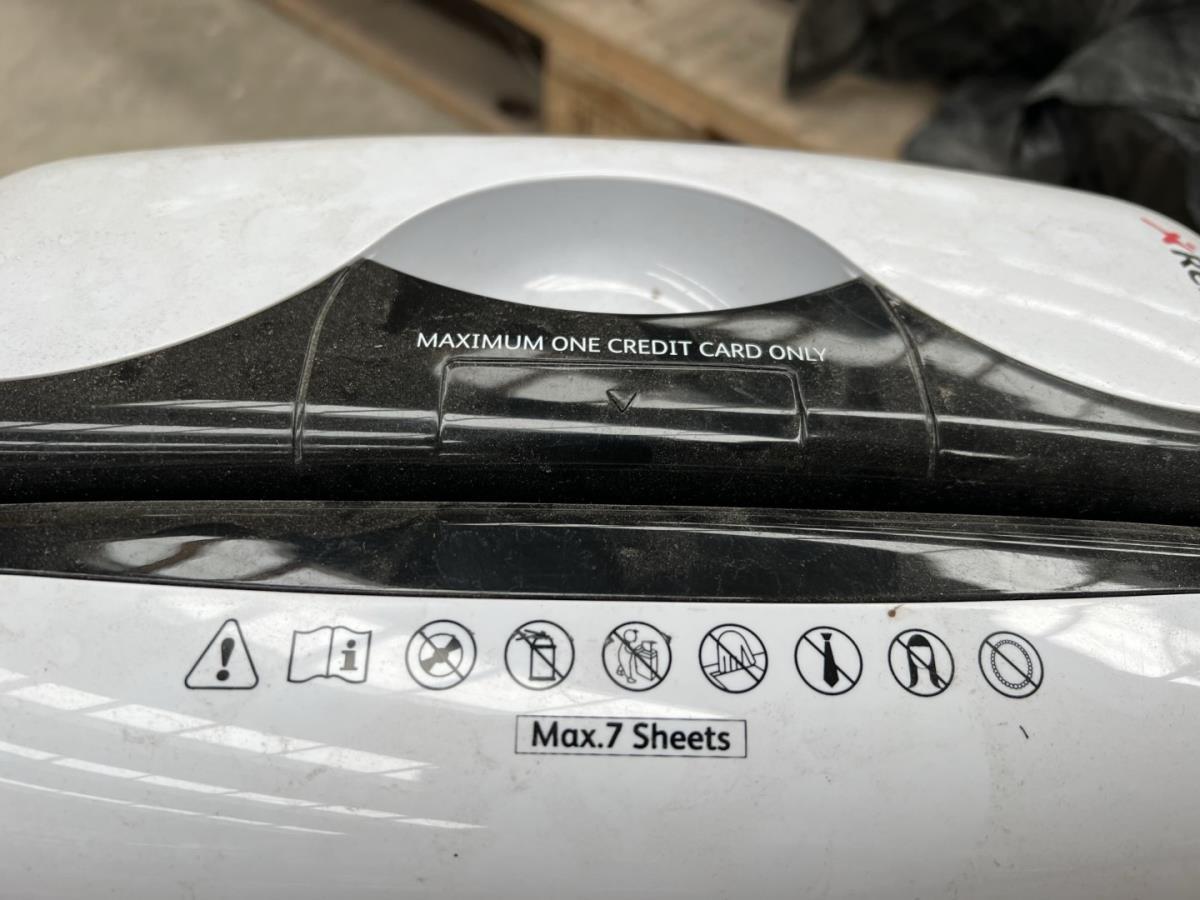 MAXIMUM ONE CREDIT CARD ONLY
Max.7 Sheets